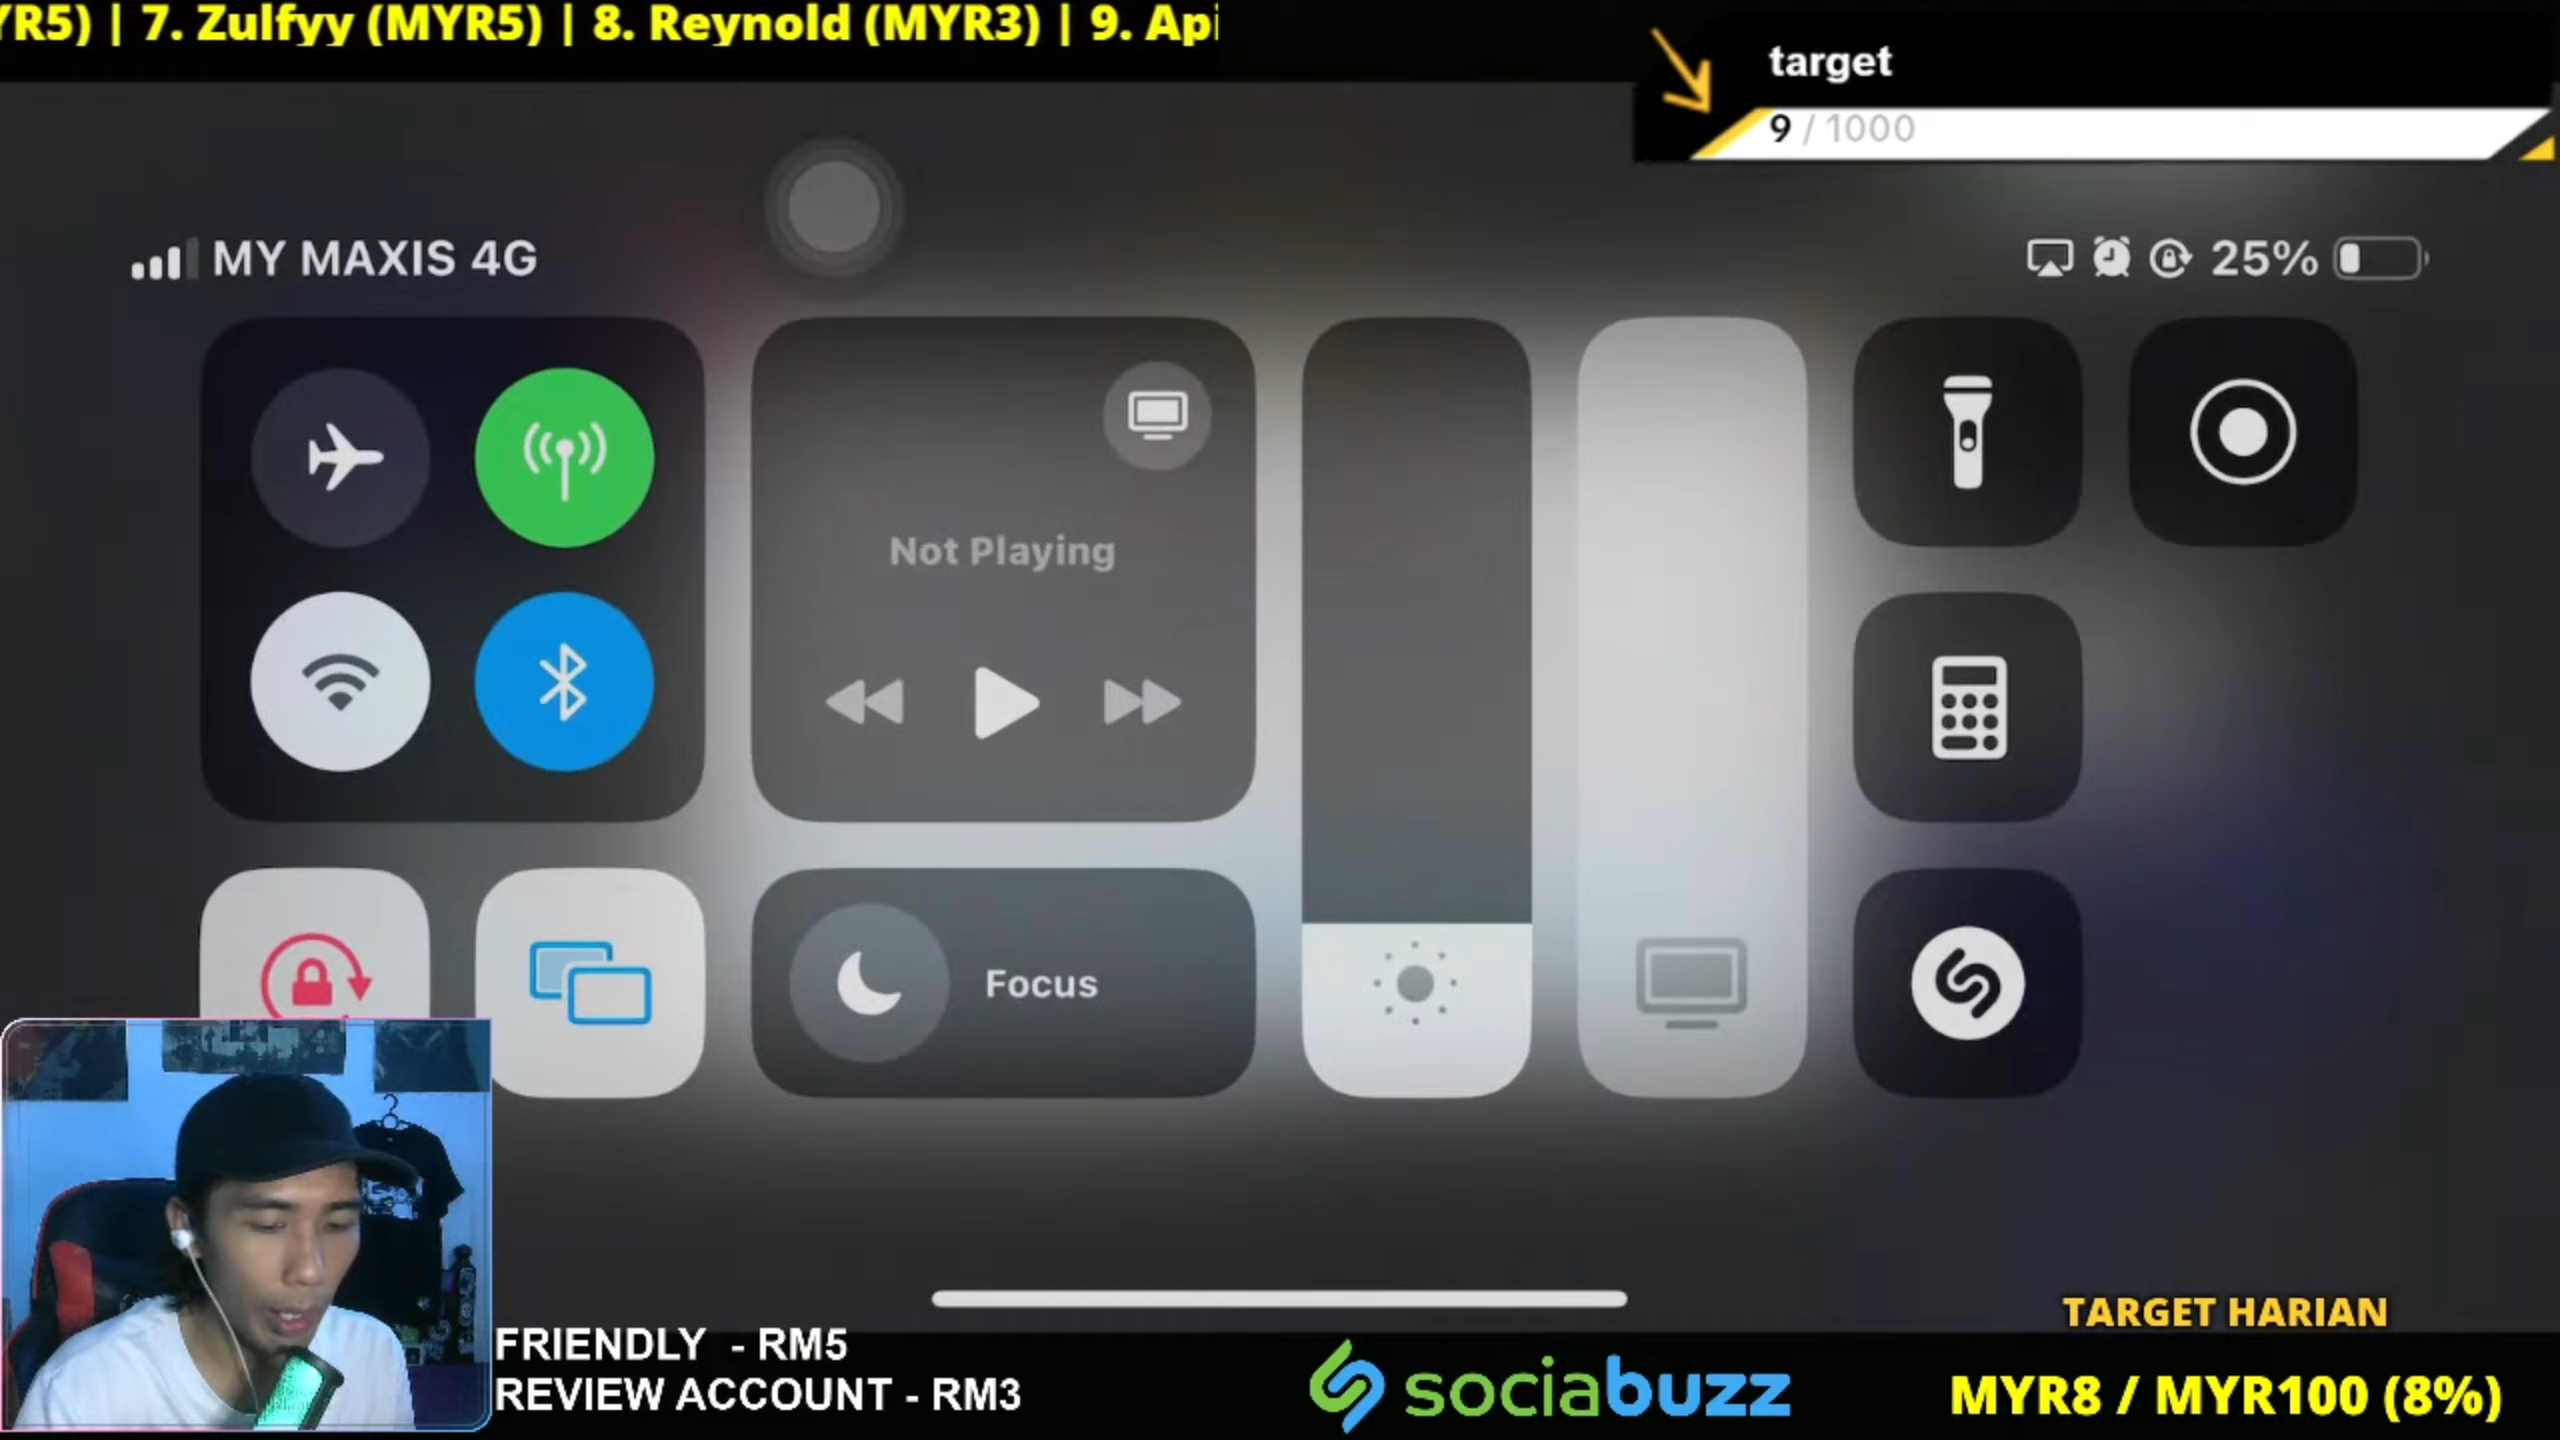 YR5) | 7. Zulfyy (MYR5) | 8. Reynold (MYR3) | 9. Api
target
9 / 1000
MY MAXIS 4G
25%
Not Playing
Focus
TARGET HARIAN
FRIENDLY - RM5
REVIEW ACCOUNT - RM3
sociabuzz
MYR8 / MYR100 (8%)